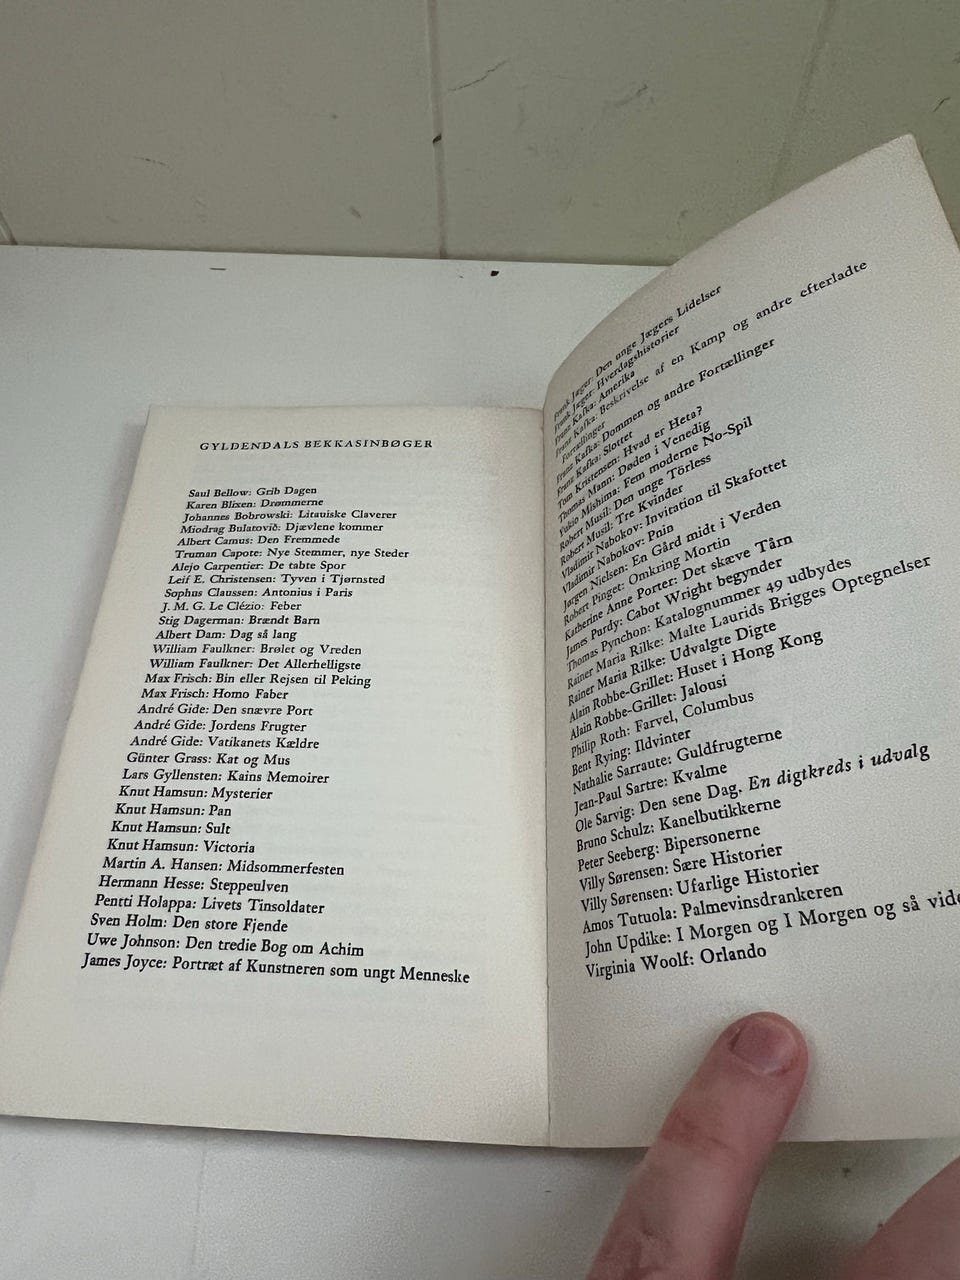 GYLDENDALS BEKKASINBØGER
Saul Bellow: Grib Dagen
Karen Blixen: Drømmerne
Johannes Bobrowski: Litauiske Claverer
Miodrag Bulatovič: Djævlene kommer
Albert Camus: Den Fremmede
Truman Capote: Nye Stemmer, nye Steder
Alejo Carpentier: De tabte Spor
Leif E. Christensen: Tyven i Tjørnsted
Sophus Claussen: Antonius i Paris
J. M. G. Le Clézio: Feber
Stig Dagerman: Brændt Barn
Albert Dam: Dag så lang
William Faulkner: Brølet og Vreden
William Faulkner: Det Allerhelligste
Max Frisch: Bin eller Rejsen til Peking
Max Frisch: Homo Faber
André Gide: Den snævre Port
André Gide: Jordens Frugter
André Gide: Vatikanets Kældre
Günter Grass: Kat og Mus
Lars Gyllensten: Kains Memoirer
Knut Hamsun: Mysterier
Knut Hamsun: Pan
Knut Hamsun: Sult
Knut Hamsun: Victoria
Martin A. Hansen: Midsommerfesten
Hermann Hesse: Steppeulven
Pentti Holappa: Livets Tinsoldater
Sven Holm: Den store Fjende
Uwe Johnson: Den tredie Bog om Achim
James Joyce: Portræt af Kunstneren som ungt Menneske
Frank Jæger: Den unge Jægers Lidelser
Frank Jæger: Hverdagshistorier
Franz Kafka: Amerika
Franz Kafka: Beskrivelse af en Kamp og andre efterladte
Fortællinger
Franz Kafka: Dommen og andre Fortællinger
Franz Kafka: Slottet
Tom Kristensen: Hvad er Heta?
Thomas Mann: Døden i Venedig
Yukio Mishima: Fem moderne No-Spil
Robert Musil: Den unge Törless
Robert Musil: Tre Kvinder
Vladimir Nabokov: Invitation til Skafottet
Vladimir Nabokov: Pnin
Jørgen Nielsen: En Gård midt i Verden
Robert Pinget: Omkring Mortin
Katherine Anne Porter: Det skæve Tårn
James Purdy: Cabot Wright begynder
Thomas Pynchon: Katalognummer 49 udbydes
Rainer Maria Rilke: Malte Laurids Brigges Optegnelser
Rainer Maria Rilke: Udvalgte Digte
Alain Robbe-Grillet: Huset i Hong Kong
Alain Robbe-Grillet: Jalousi
Philip Roth: Farvel, Columbus
Bent Rying: Ildvinter
Nathalie Sarraute: Guldfrugterne
Jean-Paul Sartre: Kvalme
Ole Sarvig: Den sene Dag. En digtkreds i udvalg
Bruno Schulz: Kanelbutikkerne
Peter Seeberg: Bipersonerne
Villy Sørensen: Sære Historier
Villy Sørensen: Ufarlige Historier
Amos Tutuola: Palmevinsdrankeren
John Updike: I Morgen og I Morgen og så
Virginia Woolf: Orlando